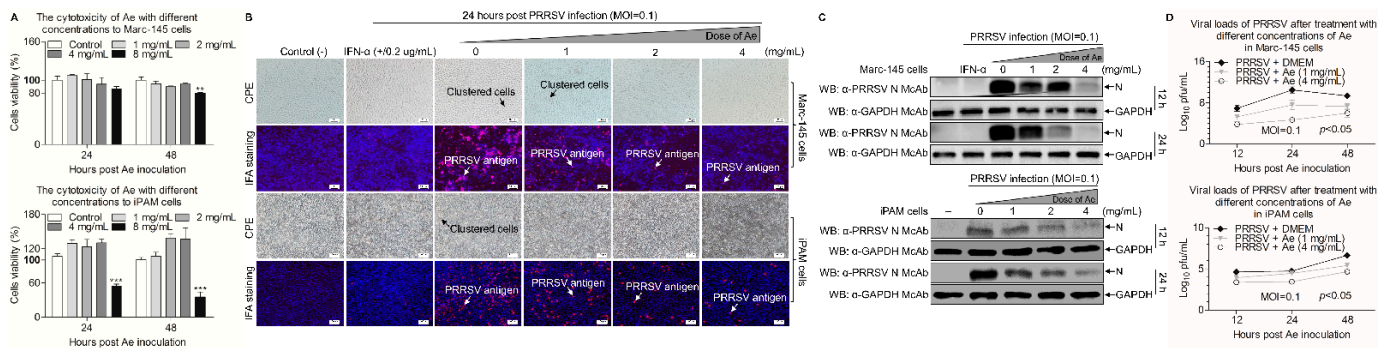 A
The cytotoxicity of Ae with different
concentrations to Marc-145 cells
Control 1 mg/mL 2 mg/mL
4 mg/mL 8 mg/mL
Cells viability (%)
160
100
80
0
**
24 48
Hours post Ae inoculation
The cytotoxicity of Ae with different
concentrations to iPAM cells
Control 1 mg/mL 2 mg/mL
4 mg/mL 8 mg/mL
Cells viability (%)
180
120
100
60
0
*** ***
24 48
Hours post Ae inoculation
B
24 hours post PRRSV infection (MOI=0.1)
Dose of Ae
Control (-) IFN-α (+/0.2 ug/mL) 0 1 2 4 (mg/mL)
CPE
Clustered cells
Clustered cells
Marc-145 cells
IFA staining
PRRSV antigen
PRRSV antigen
PRRSV antigen
PRRSV antigen
CPE
Clustered cells
iPAM cells
IFA staining
PRRSV antigen
PRRSV antigen
PRRSV antigen
PRRSV antigen
C
PRRSV infection (MOI=0.1)
Dose of Ae
Marc-145 cells - IFN-α 0 1 2 4 (mg/mL)
WB: α-PRRSV N McAb N
WB: α-GAPDH McAb GAPDH
12 h
WB: α-PRRSV N McAb N
WB: α-GAPDH McAb GAPDH
24 h
PRRSV infection (MOI=0.1)
Dose of Ae
iPAM cells – 0 1 2 4 (mg/mL)
WB: α-PRRSV N McAb N
WB: α-GAPDH McAb GAPDH
12 h
WB: α-PRRSV N McAb N
WB: α-GAPDH McAb GAPDH
24 h
D
Viral loads of PRRSV after treatment with
different concentrations of Ae
in Marc-145 cells
PRRSV + DMEM
PRRSV + Ae (1 mg/mL)
PRRSV + Ae (4 mg/mL)
Log10 pfu/mL
15
10
5
0
MOI=0.1 p<0.05
12 24 48
Hours post Ae inoculation
Viral loads of PRRSV after treatment with
different concentrations of Ae
in iPAM cells
PRRSV + DMEM
PRRSV + Ae (1 mg/mL)
PRRSV + Ae (4 mg/mL)
Log10 pfu/mL
15
10
5
0
MOI=0.1 p<0.05
12 24 48
Hours post Ae inoculation